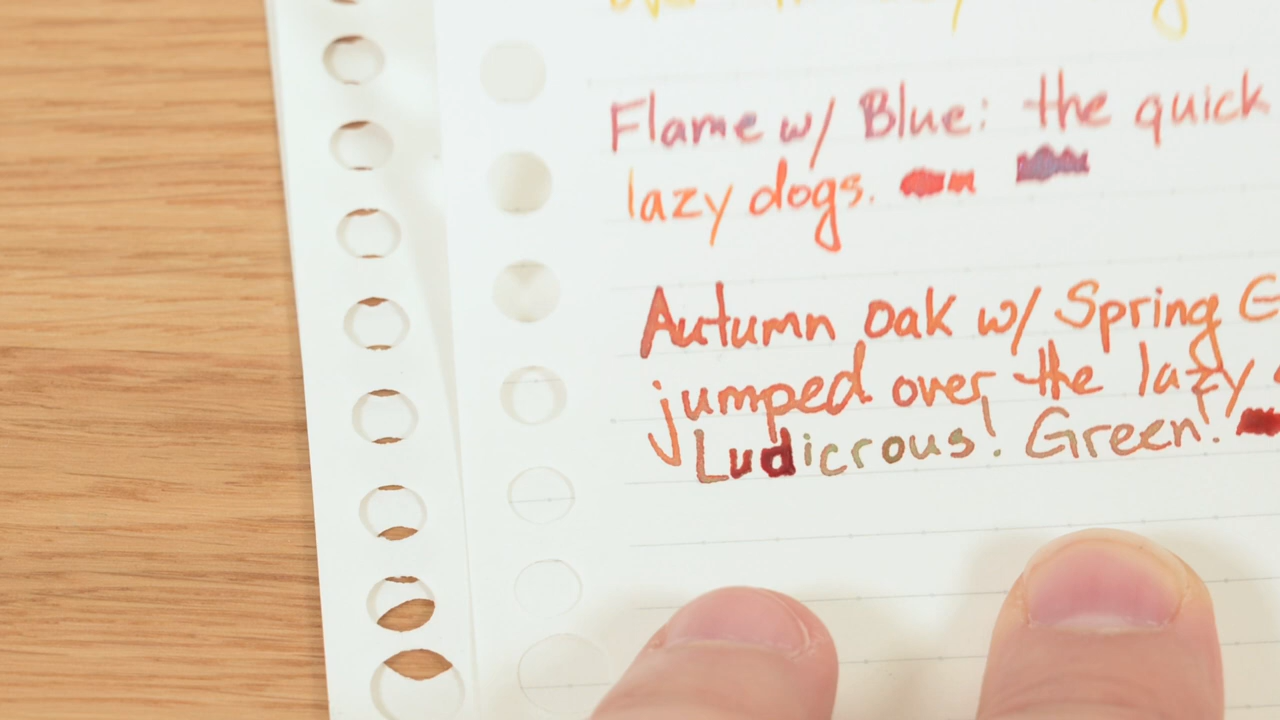 Flame w/ Blue: the quick
lazy dogs.
Autumn Oak w/ Spring G
jumped over the lazy
Ludicrous! Green!